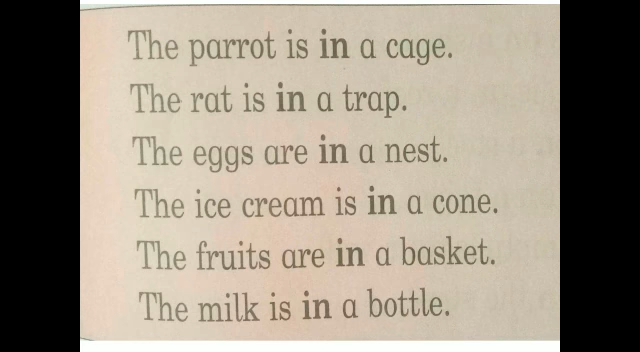 The parrot is in a cage.
The rat is in a trap.
The eggs are in a nest.
The ice cream is in a cone.
The fruits are in a basket.
The milk is in a bottle.